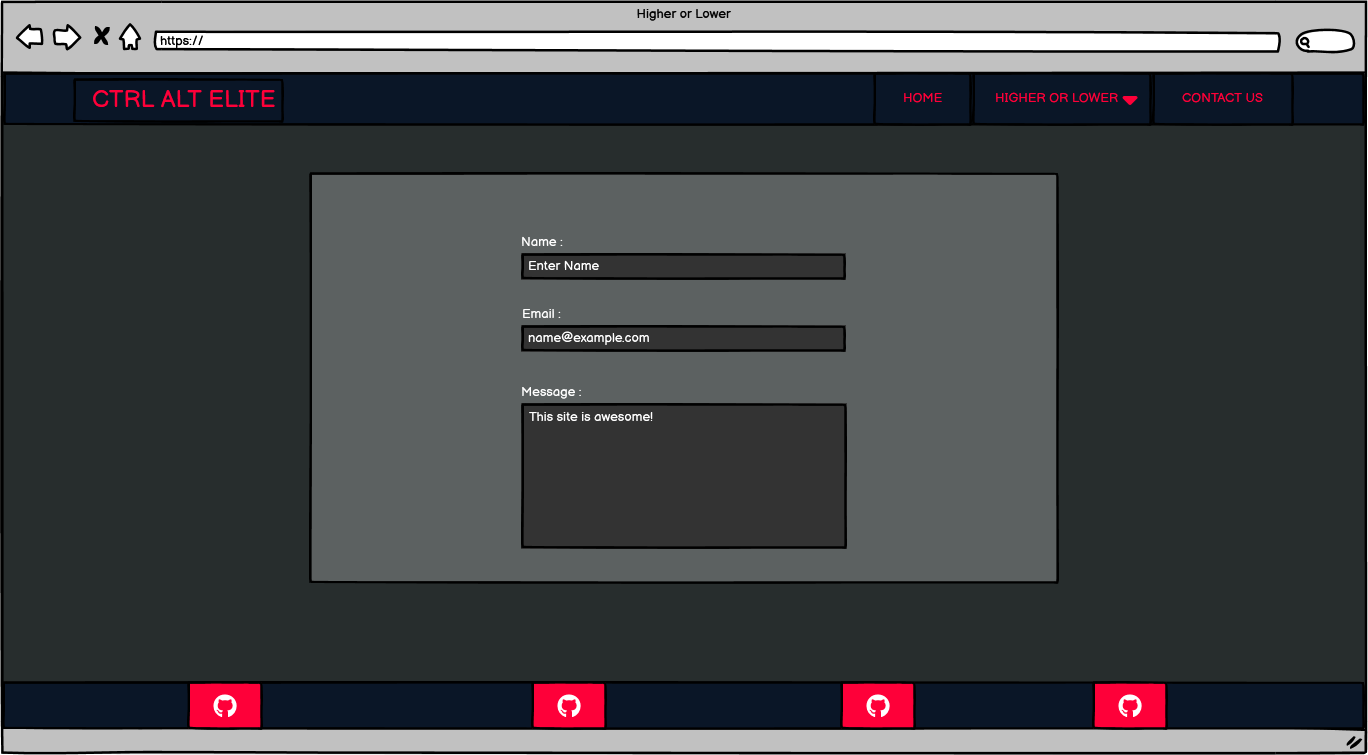 Higher or Lower
https://
CTRL ALT ELITE
HOME
HIGHER OR LOWER
CONTACT US
Name :
Enter Name
Email :
name@example.com
Message :
This site is awesome!